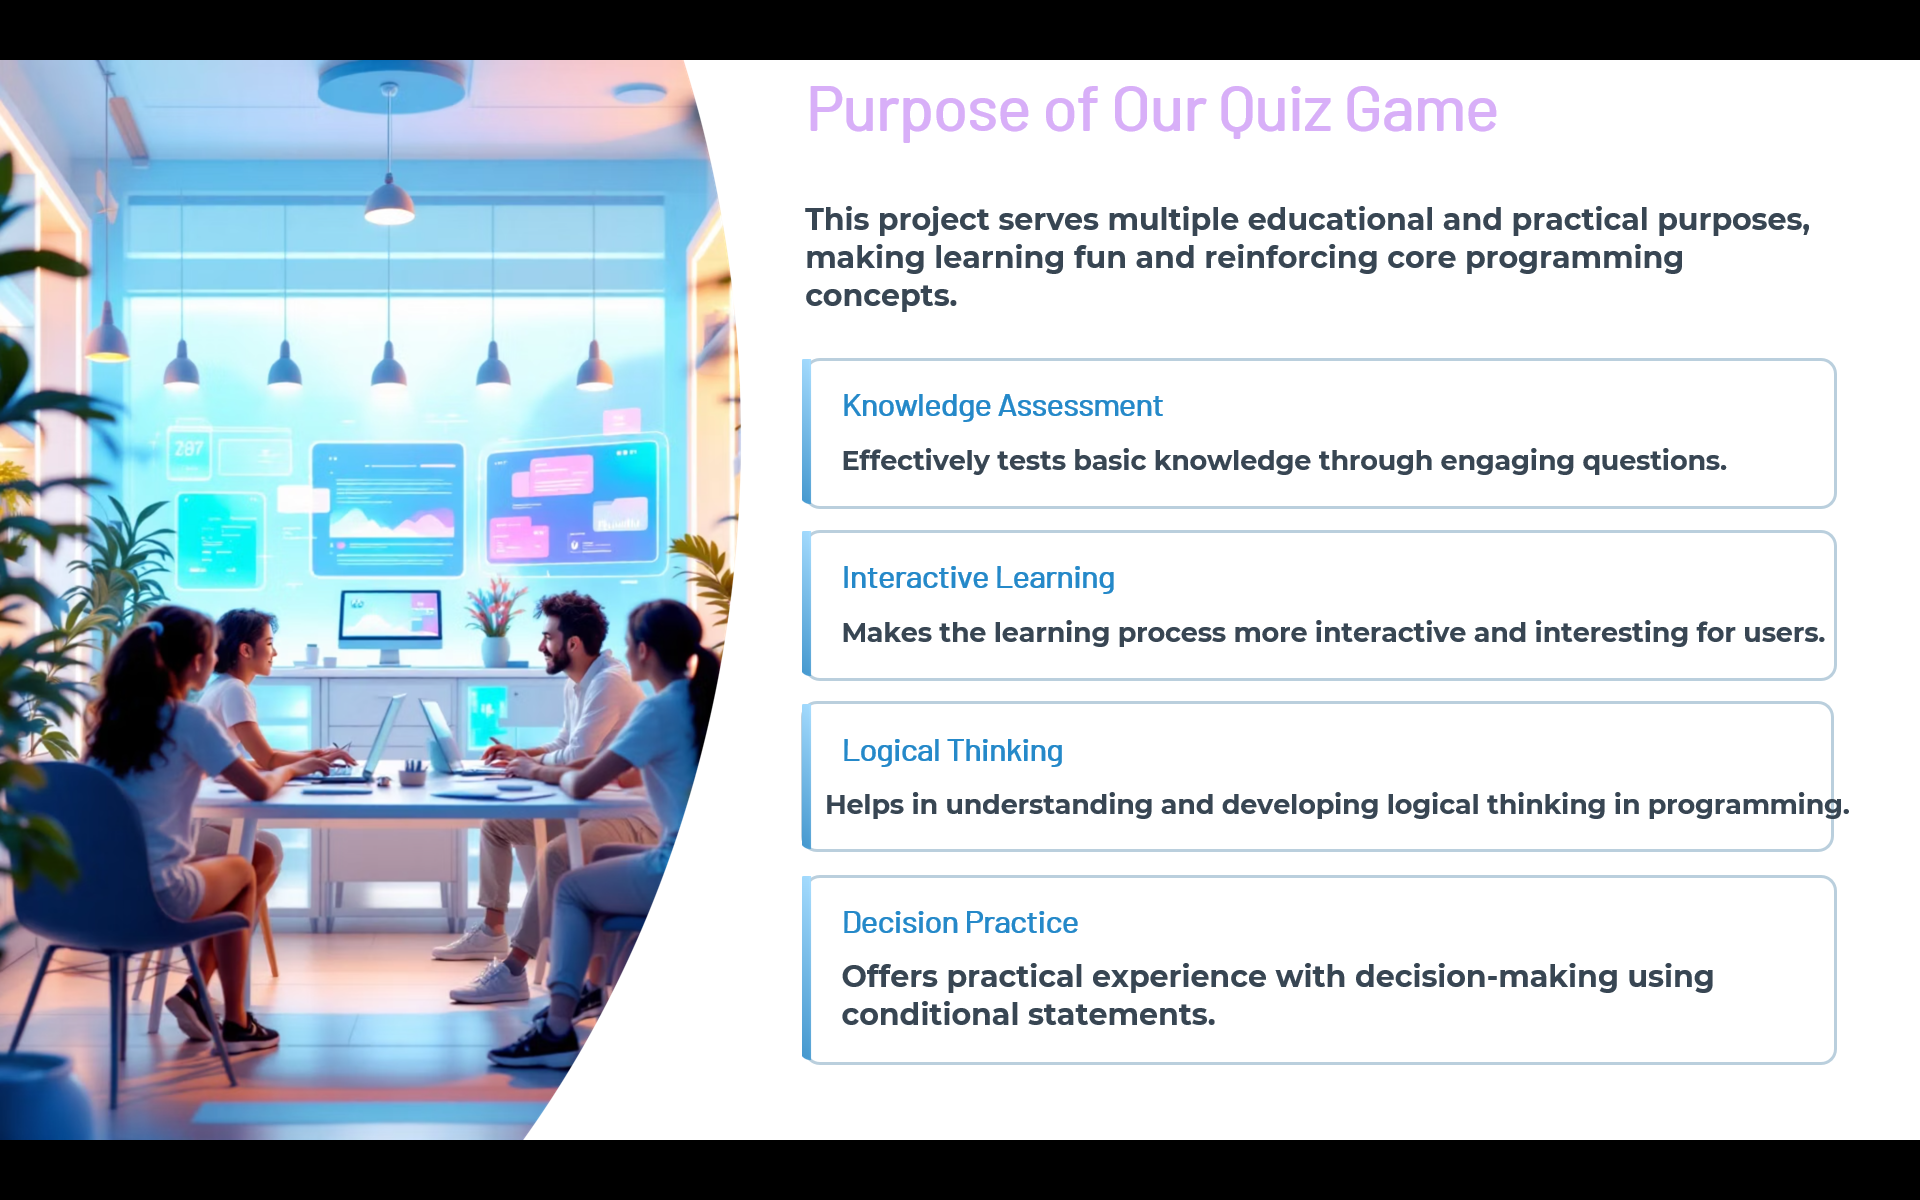 Purpose of Our Quiz Game
This project serves multiple educational and practical purposes,
making learning fun and reinforcing core programming
concepts.
Knowledge Assessment
Effectively tests basic knowledge through engaging questions.
Interactive Learning
Makes the learning process more interactive and interesting for users.
Logical Thinking
Helps in understanding and developing logical thinking in programming.
Decision Practice
Offers practical experience with decision-making using
conditional statements.